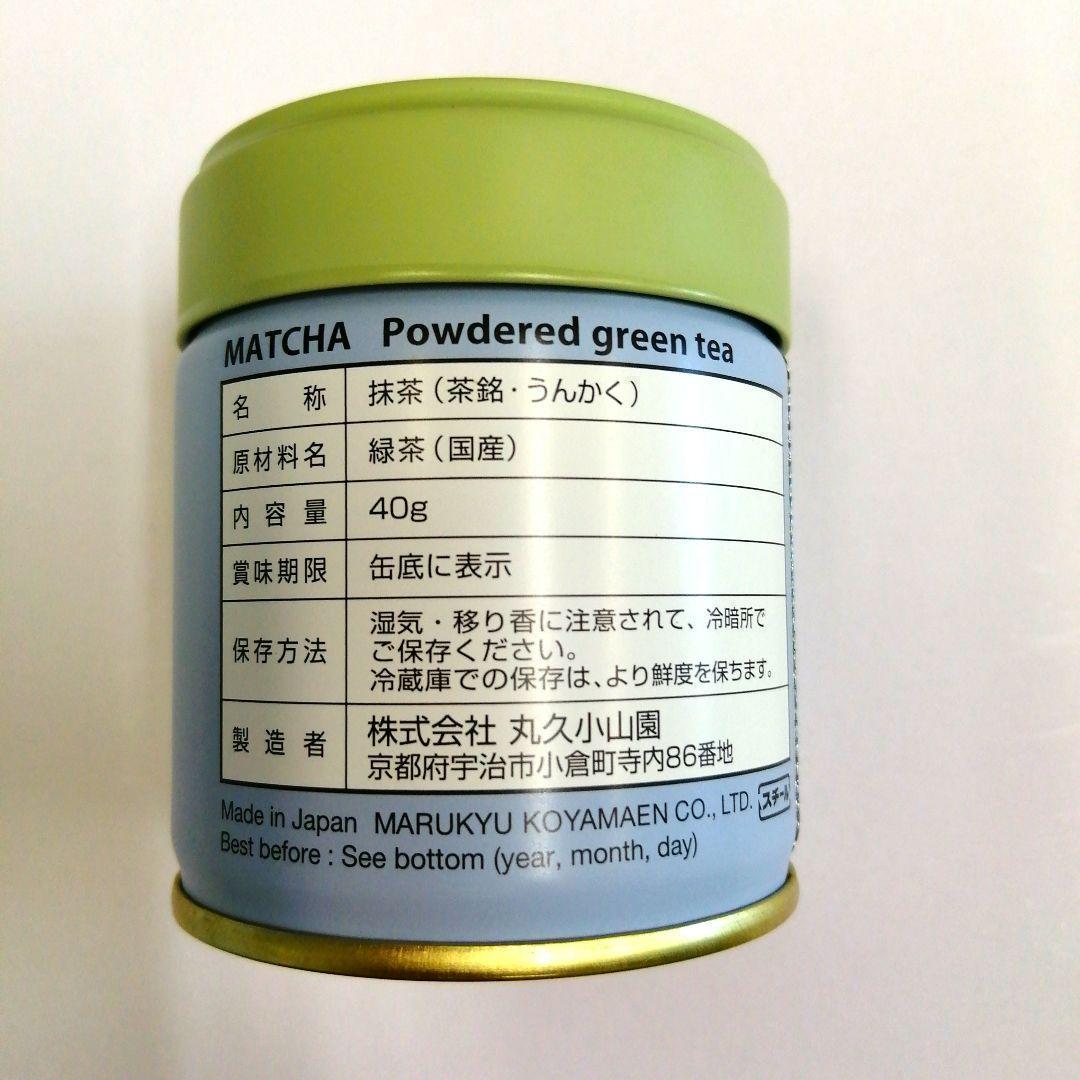 MATCHA Powdered green tea
名称 抹茶(茶銘・うんかく)
原材料名 緑茶(国産)
内容量 40g
賞味期限 缶底に表示
保存方法 湿気・移り香に注意されて、冷暗所で
ご保存ください。
冷蔵庫での保存は、より鮮度を保ちます。
製造者 株式会社 丸久小山園
京都府宇治市小倉町寺内86番地
Made in Japan MARUKYU KOYAMAEN CO., LTD. スチール
Best before : See bottom (year, month, day)